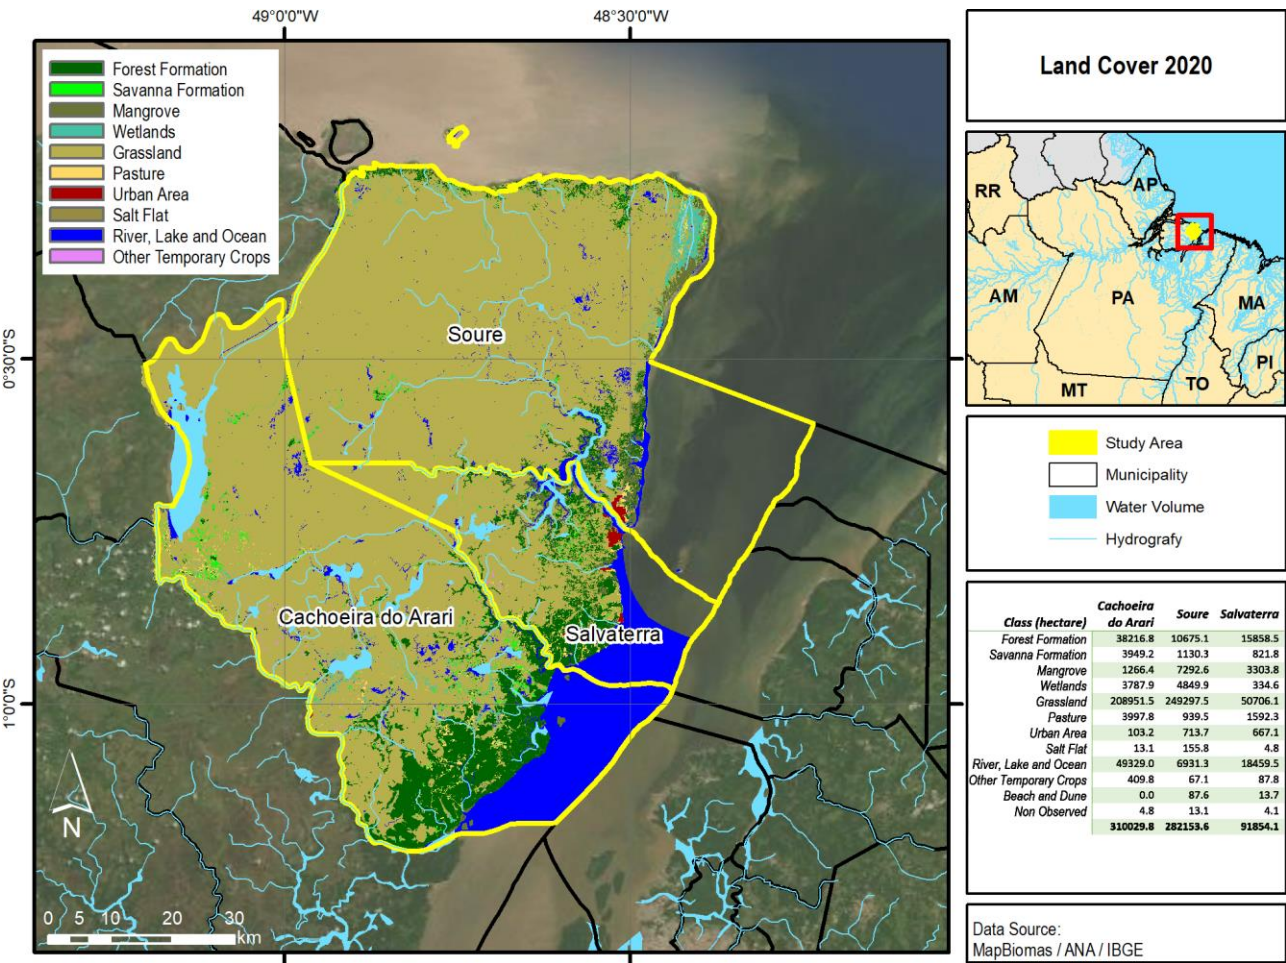 49°0'0"W
48°30'0"W
Forest Formation
Savanna Formation
Mangrove
Wetlands
Grassland
Pasture
Urban Area
Salt Flat
River, Lake and Ocean
Other Temporary Crops
0°30'0"S
1°0'0"S
Soure
Cachoeira do Arari
Salvaterra
N
0 5 10 20 30
km
Land Cover 2020
RR
AP
AM
PA
MA
PI
MT
TO
Study Area
Municipality
Water Volume
Hydrografy
Class (hectare) Cachoeira do Arari Soure Salvaterra
Forest Formation 38216.8 10675.1 15858.5
Savanna Formation 3949.2 1130.3 821.8
Mangrove 1266.4 7292.6 3303.8
Wetlands 3787.9 4849.9 334.6
Grassland 208951.5 249297.5 50706.1
Pasture 3997.8 939.5 1592.3
Urban Area 103.2 713.7 667.1
Salt Flat 13.1 155.8 4.8
River, Lake and Ocean 49329.0 6931.3 18459.5
Other Temporary Crops 409.8 67.1 87.8
Beach and Dune 0.0 87.6 13.7
Non Observed 4.8 13.1 4.1
310029.8 282153.6 91854.1
Data Source:
MapBiomas / ANA / IBGE